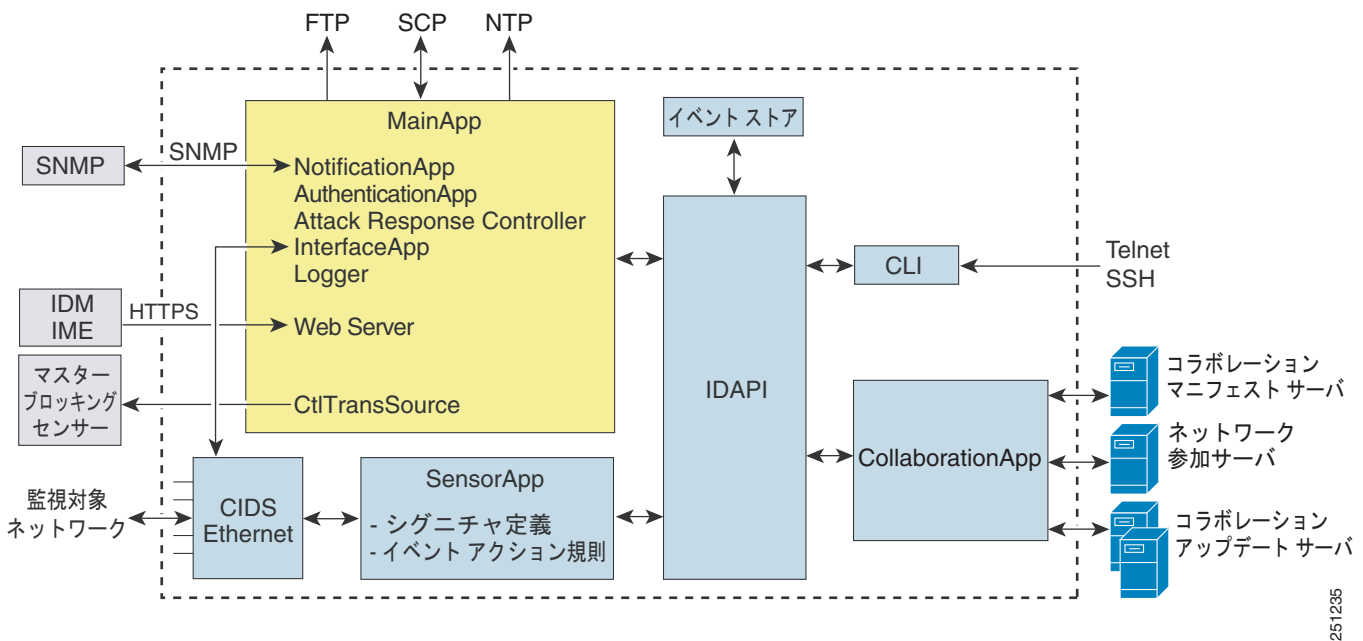 FTP SCP NTP
MainApp
イベント ストア
SNMP
SNMP
NotificationApp
AuthenticationApp
Attack Response Controller
InterfaceApp
Logger
CLI
Telnet
SSH
IDM
IME
HTTPS
Web Server
マスター
ブロッキング
センサー
CtlTransSource
IDAPI
コラボレーション
マニフェスト サーバ
CollaborationApp
ネットワーク
参加サーバ
監視対象
ネットワーク
CIDS
Ethernet
SensorApp
- シグニチャ定義
- イベント アクション規則
コラボレーション
アップデート サーバ
251235